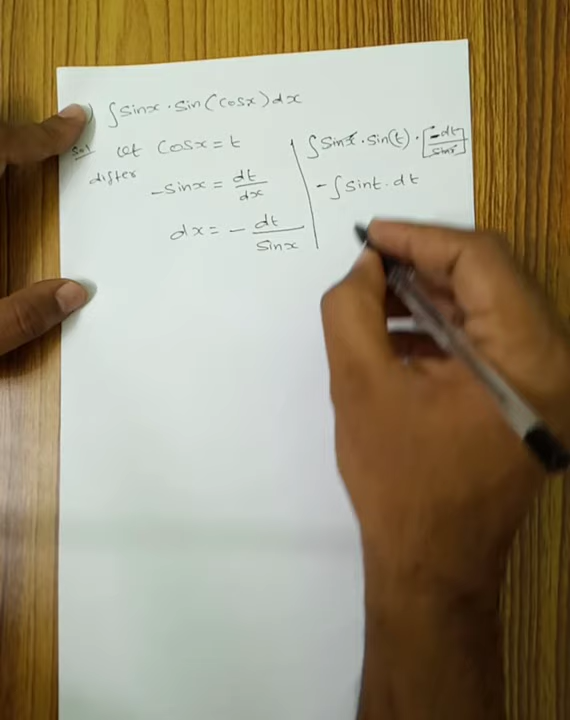 ) ∫ sinx · sin(cosx) dx
Sol let cosx = t
differ
-sinx = dt/dx
dx = - dt/sinx
∫ sinx · sin(t) · [-dt/sinx]
- ∫ sint · dt